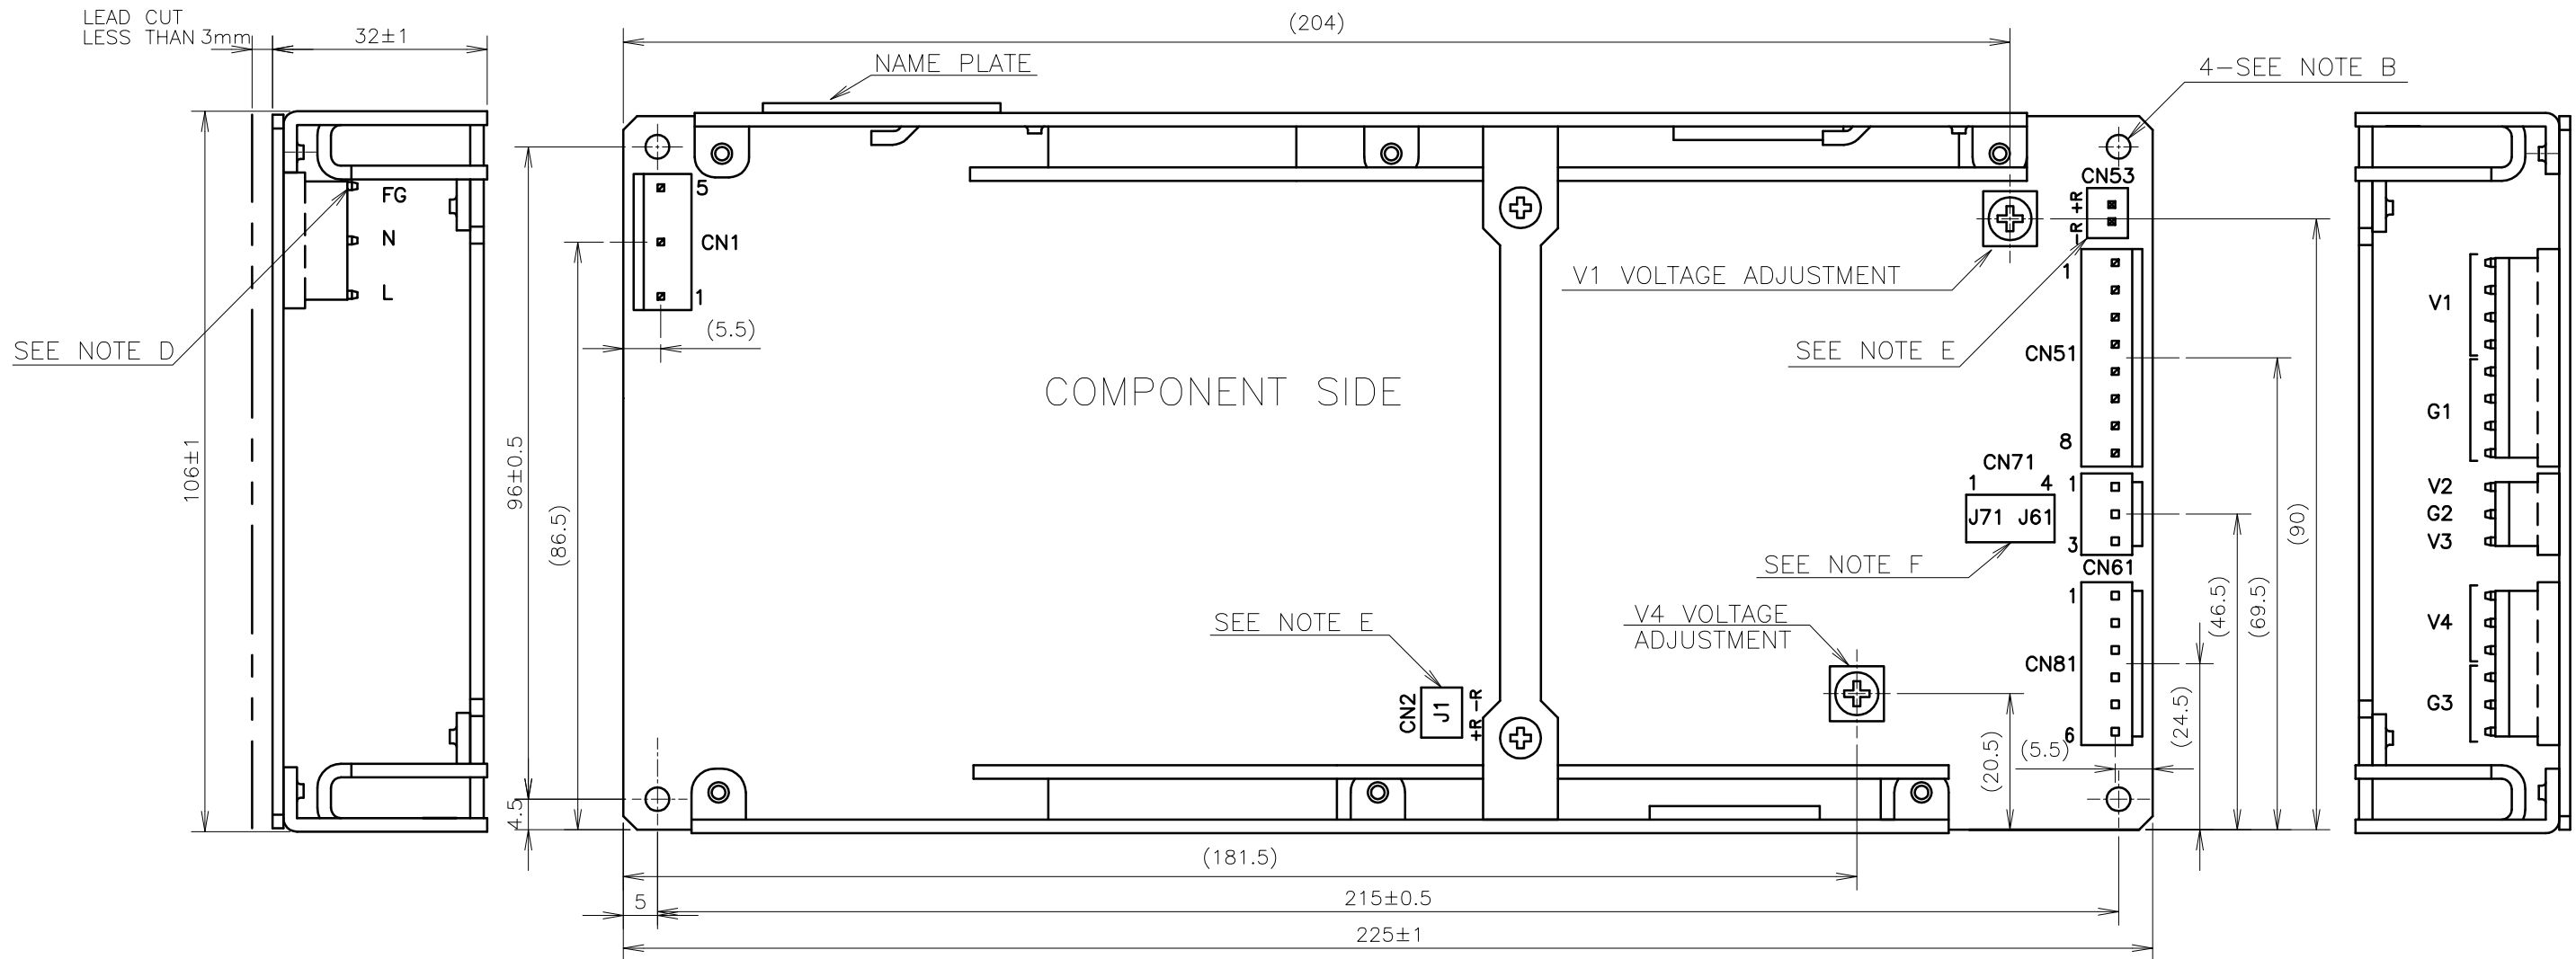 LEAD CUT
LESS THAN 3mm
32±1
(204)
NAME PLATE
4-SEE NOTE B
FG
N
L
SEE NOTE D
106±1
96±0.5
(86.5)
4.5
5
CN1
1
(5.5)
COMPONENT SIDE
V1 VOLTAGE ADJUSTMENT
SEE NOTE E
CN53
-R +R
1
CN51
8
CN71
1 4
J71 J61
SEE NOTE F
1
3
CN61
1
CN81
6
V4 VOLTAGE
ADJUSTMENT
SEE NOTE E
CN2
J1
+R -R
(20.5)
(5.5)
(24.5)
(46.5)
(69.5)
(90)
V1
G1
V2
G2
V3
V4
G3
(181.5)
5
215±0.5
225±1